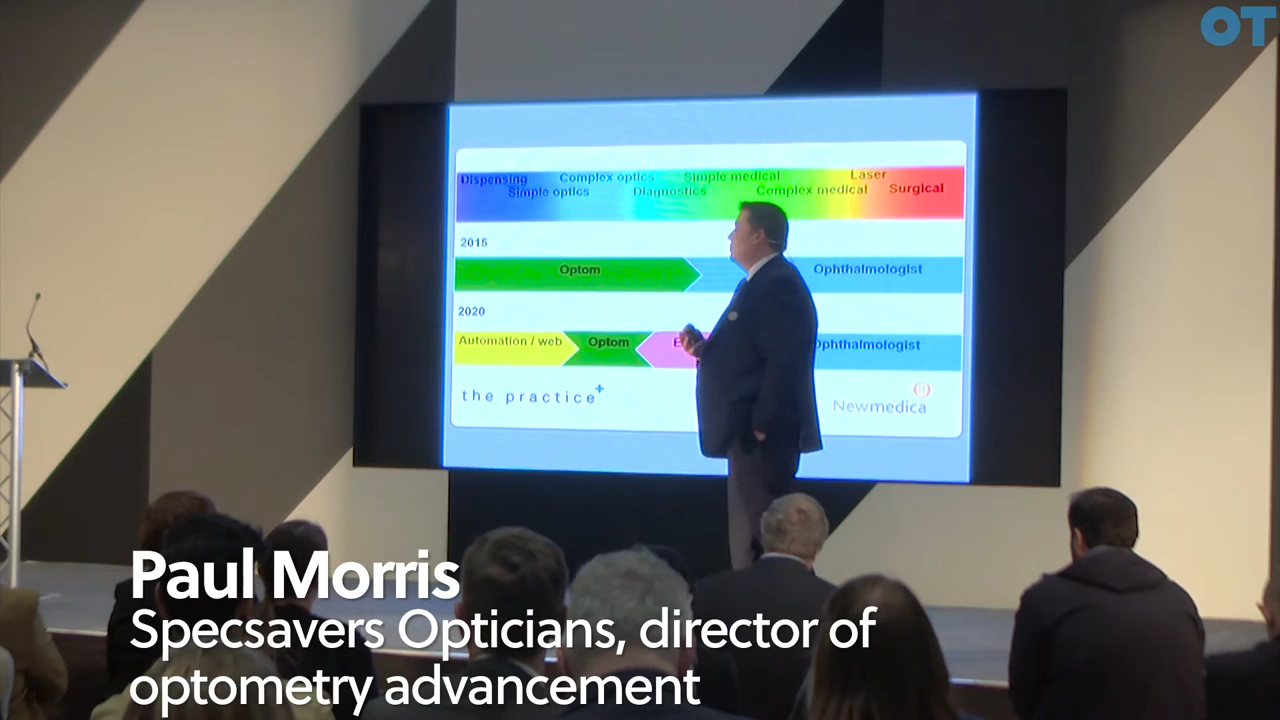 OT
Dispensing Complex optics Simple medical Laser
Simple optics Diagnostics Complex medical Surgical
2015
Optom Ophthalmologist
2020
Automation / web Optom Ophthalmologist
the practice+
Newmedica
Paul Morris
Specsavers Opticians, director of
optometry advancement